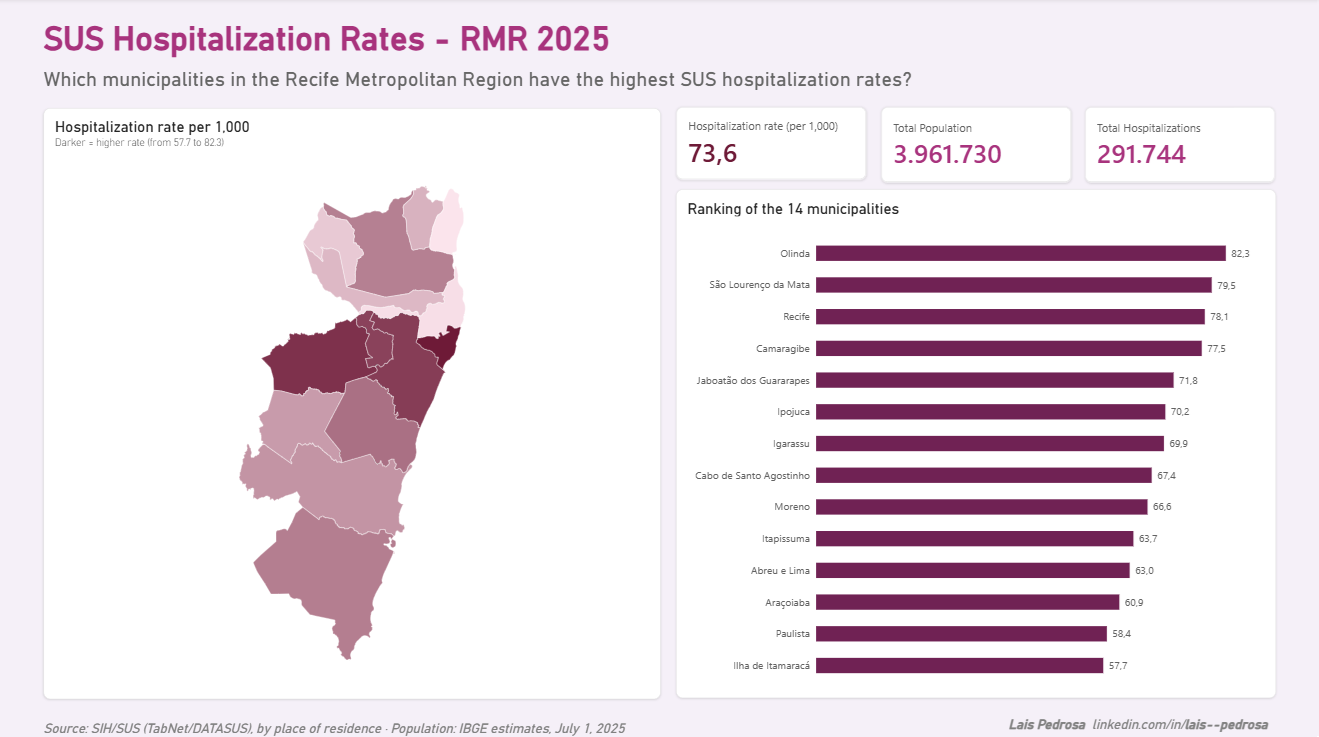 SUS Hospitalization Rates - RMR 2025
Which municipalities in the Recife Metropolitan Region have the highest SUS hospitalization rates?
Hospitalization rate per 1,000
Darker = higher rate (from 57.7 to 82.3)
Hospitalization rate (per 1,000)
73,6
Total Population
3.961.730
Total Hospitalizations
291.744
Ranking of the 14 municipalities
Olinda 82,3
São Lourenço da Mata 79,5
Recife 78,1
Camaragibe 77,5
Jaboatão dos Guararapes 71,8
Ipojuca 70,2
Igarassu 69,9
Cabo de Santo Agostinho 67,4
Moreno 66,6
Itapissuma 63,7
Abreu e Lima 63,0
Araçoiaba 60,9
Paulista 58,4
Ilha de Itamaracá 57,7
Source: SIH/SUS (TabNet/DATASUS), by place of residence · Population: IBGE estimates, July 1, 2025
Lais Pedrosa linkedin.com/in/lais--pedrosa